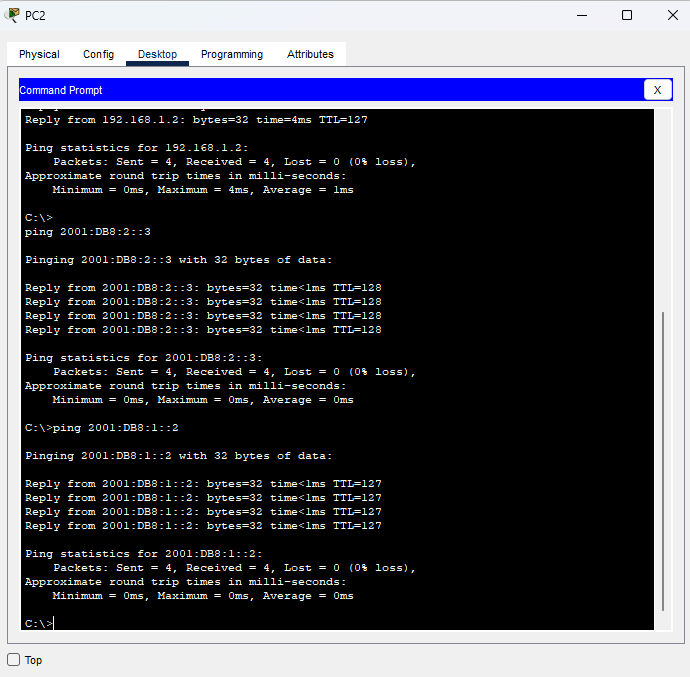 PC2
Physical Config Desktop Programming Attributes
Command Prompt X
Reply from 192.168.1.2: bytes=32 time=4ms TTL=127
Ping statistics for 192.168.1.2:
Packets: Sent = 4, Received = 4, Lost = 0 (0% loss),
Approximate round trip times in milli-seconds:
Minimum = 0ms, Maximum = 4ms, Average = 1ms
C:\>
ping 2001:DB8:2::3
Pinging 2001:DB8:2::3 with 32 bytes of data:
Reply from 2001:DB8:2::3: bytes=32 time<1ms TTL=128
Reply from 2001:DB8:2::3: bytes=32 time<1ms TTL=128
Reply from 2001:DB8:2::3: bytes=32 time<1ms TTL=128
Reply from 2001:DB8:2::3: bytes=32 time<1ms TTL=128
Ping statistics for 2001:DB8:2::3:
Packets: Sent = 4, Received = 4, Lost = 0 (0% loss),
Approximate round trip times in milli-seconds:
Minimum = 0ms, Maximum = 0ms, Average = 0ms
C:\>ping 2001:DB8:1::2
Pinging 2001:DB8:1::2 with 32 bytes of data:
Reply from 2001:DB8:1::2: bytes=32 time<1ms TTL=127
Reply from 2001:DB8:1::2: bytes=32 time<1ms TTL=127
Reply from 2001:DB8:1::2: bytes=32 time<1ms TTL=127
Reply from 2001:DB8:1::2: bytes=32 time<1ms TTL=127
Ping statistics for 2001:DB8:1::2:
Packets: Sent = 4, Received = 4, Lost = 0 (0% loss),
Approximate round trip times in milli-seconds:
Minimum = 0ms, Maximum = 0ms, Average = 0ms
C:\>
Top